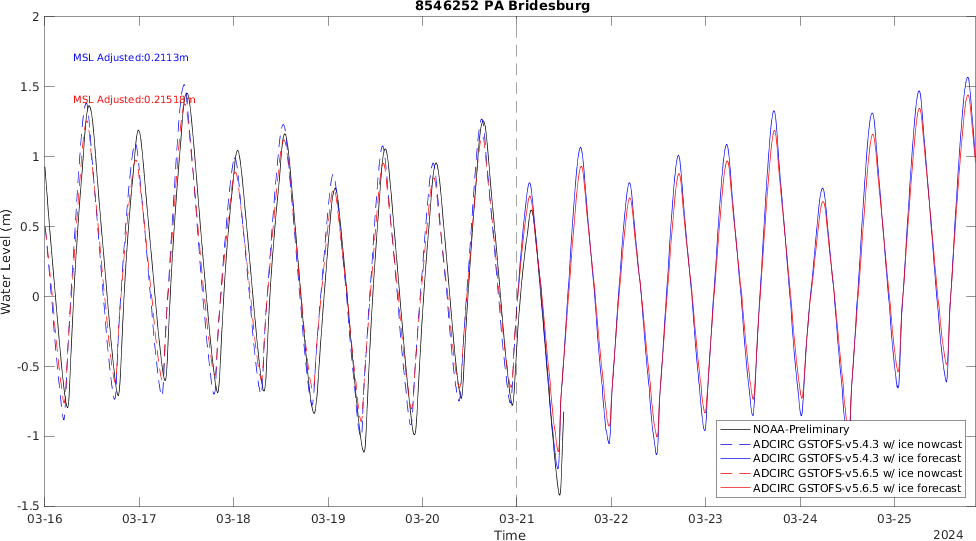 8546252 PA Bridesburg
2
MSL Adjusted:0.2113m
1.5
MSL Adjusted:0.21518m
1
0.5
0
-0.5
-1
-1.5
Water Level (m)
NOAA-Preliminary
ADCIRC GSTOFS-v5.4.3 w/ ice nowcast
ADCIRC GSTOFS-v5.4.3 w/ ice forecast
ADCIRC GSTOFS-v5.6.5 w/ ice nowcast
ADCIRC GSTOFS-v5.6.5 w/ ice forecast
03-16 03-17 03-18 03-19 03-20 03-21 03-22 03-23 03-24 03-25
Time
2024